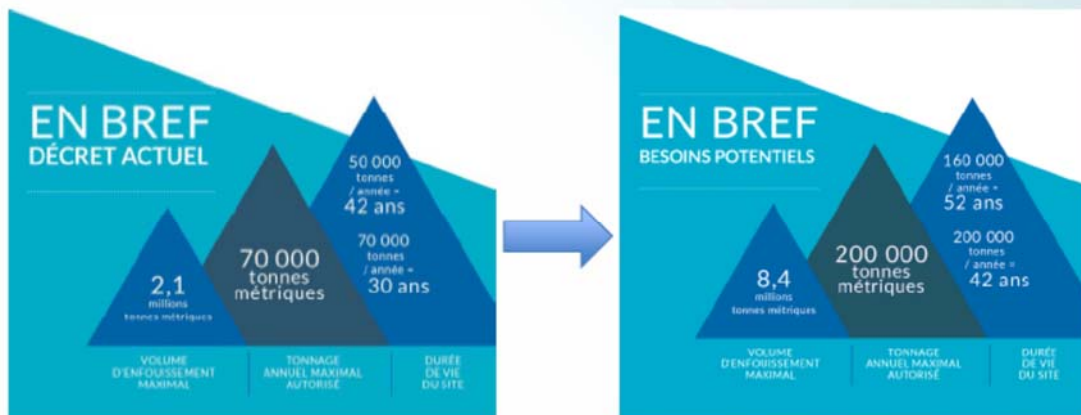 EN BREF
DÉCRET ACTUEL
50 000
tonnes
/ année =
42 ans
70 000
tonnes
/ année =
30 ans
70 000
tonnes
métriques
2,1
millions
tonnes métriques
VOLUME
D'ENFOUISSEMENT
MAXIMAL
TONNAGE
ANNUEL MAXIMAL
AUTORISÉ
DURÉE
DE VIE
DU SITE
EN BREF
BESOINS POTENTIELS
160 000
tonnes
/ année =
52 ans
200 000
tonnes
/ année =
42 ans
200 000
tonnes
métriques
8,4
millions
tonnes métriques
VOLUME
D'ENFOUISSEMENT
MAXIMAL
TONNAGE
ANNUEL MAXIMAL
AUTORISÉ
DURÉE
DE VIE
DU SITE